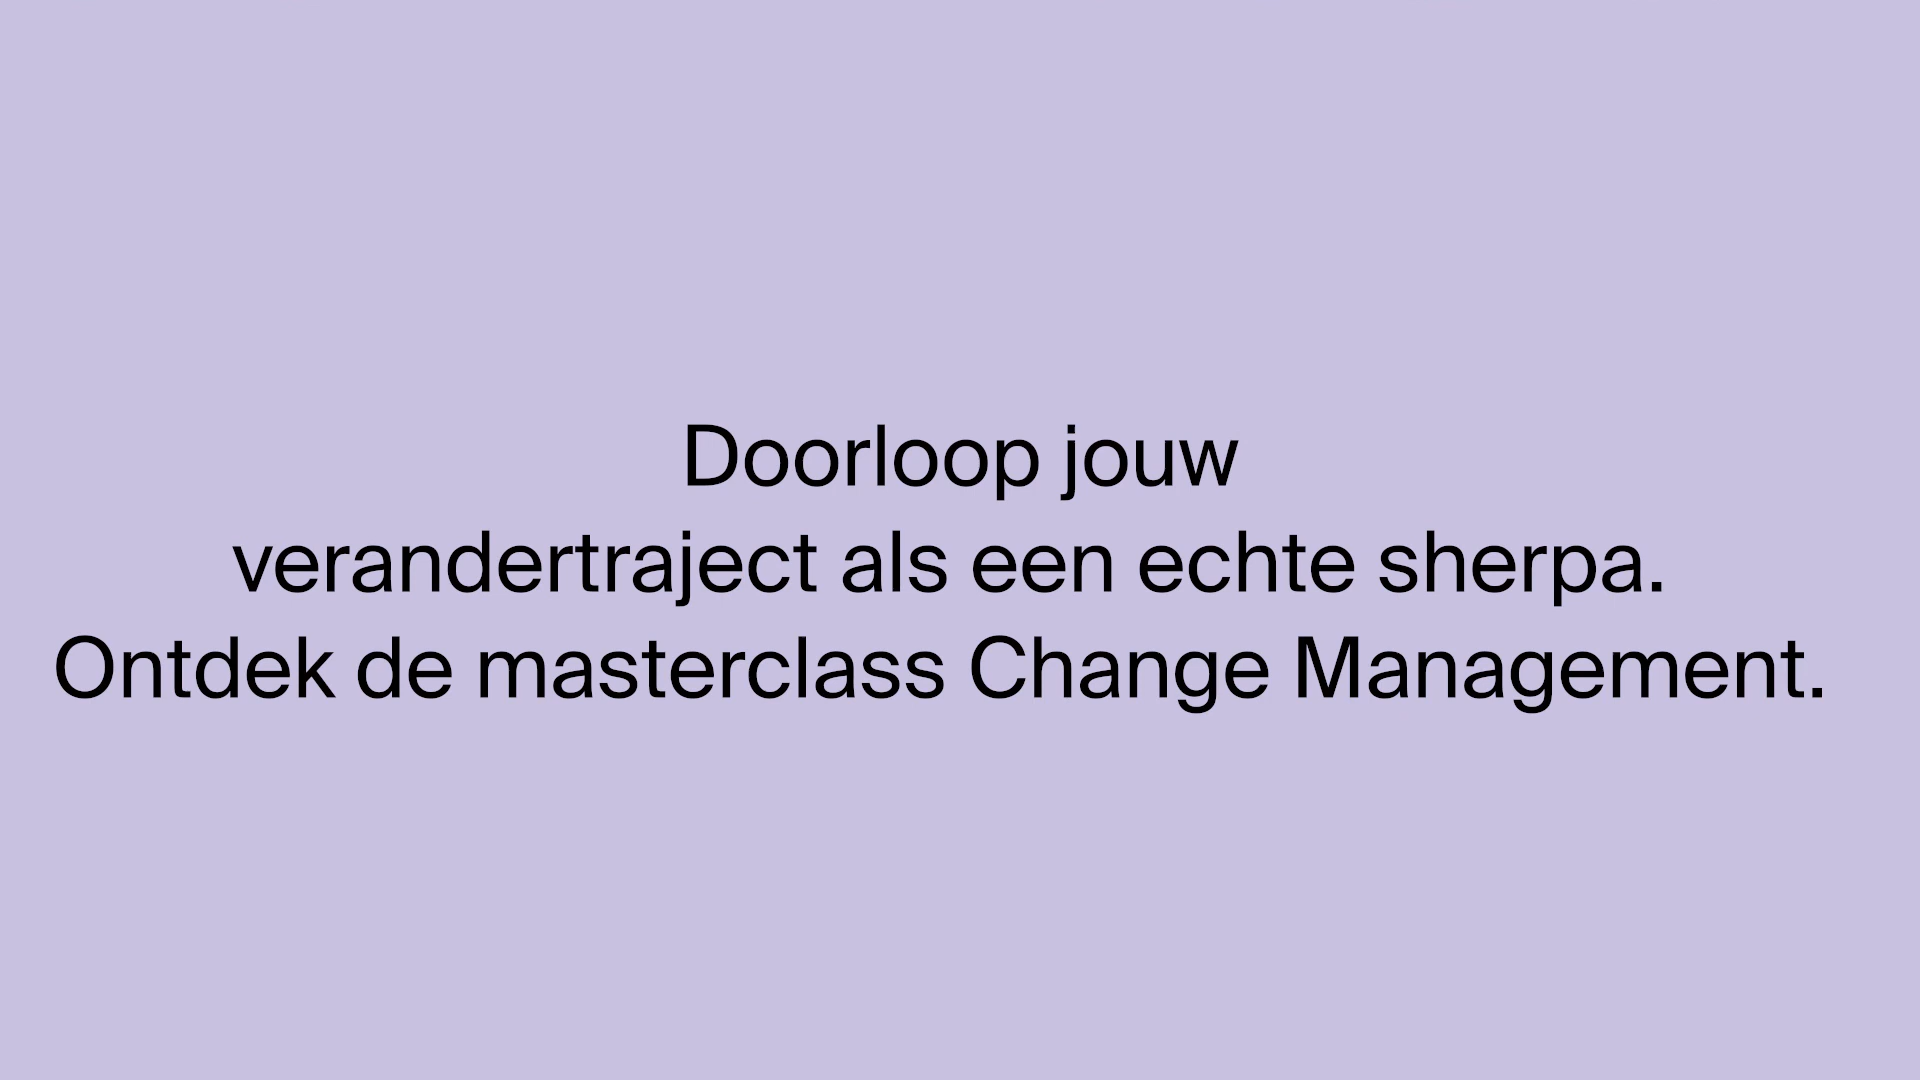 Doorloop jouw
verandertraject als een echte sherpa.
Ontdek de masterclass Change Management.